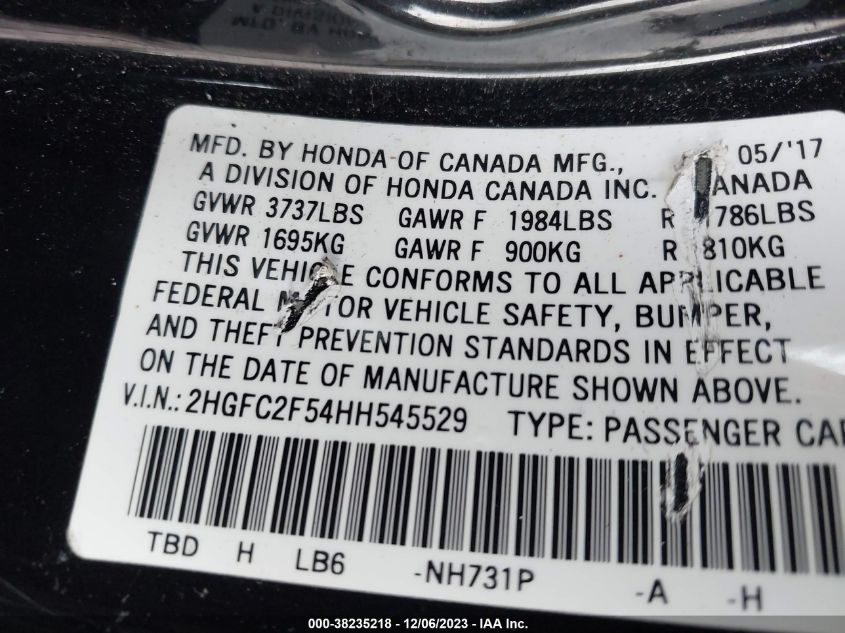 MFD. BY HONDA OF CANADA MFG., 05/'17
A DIVISION OF HONDA CANADA INC. ANADA
GVWR 3737LBS GAWR F 1984LBS R 786LBS
GVWR 1695KG GAWR F 900KG R 810KG
THIS VEHICLE CONFORMS TO ALL APPLICABLE
FEDERAL MOTOR VEHICLE SAFETY, BUMPER,
AND THEFT PREVENTION STANDARDS IN EFFECT
ON THE DATE OF MANUFACTURE SHOWN ABOVE.
V.I.N.: 2HGFC2F54HH545529 TYPE: PASSENGER CAR
TBD H LB6 -NH731P -A -H
000-38235218 - 12/06/2023 - IAA Inc.